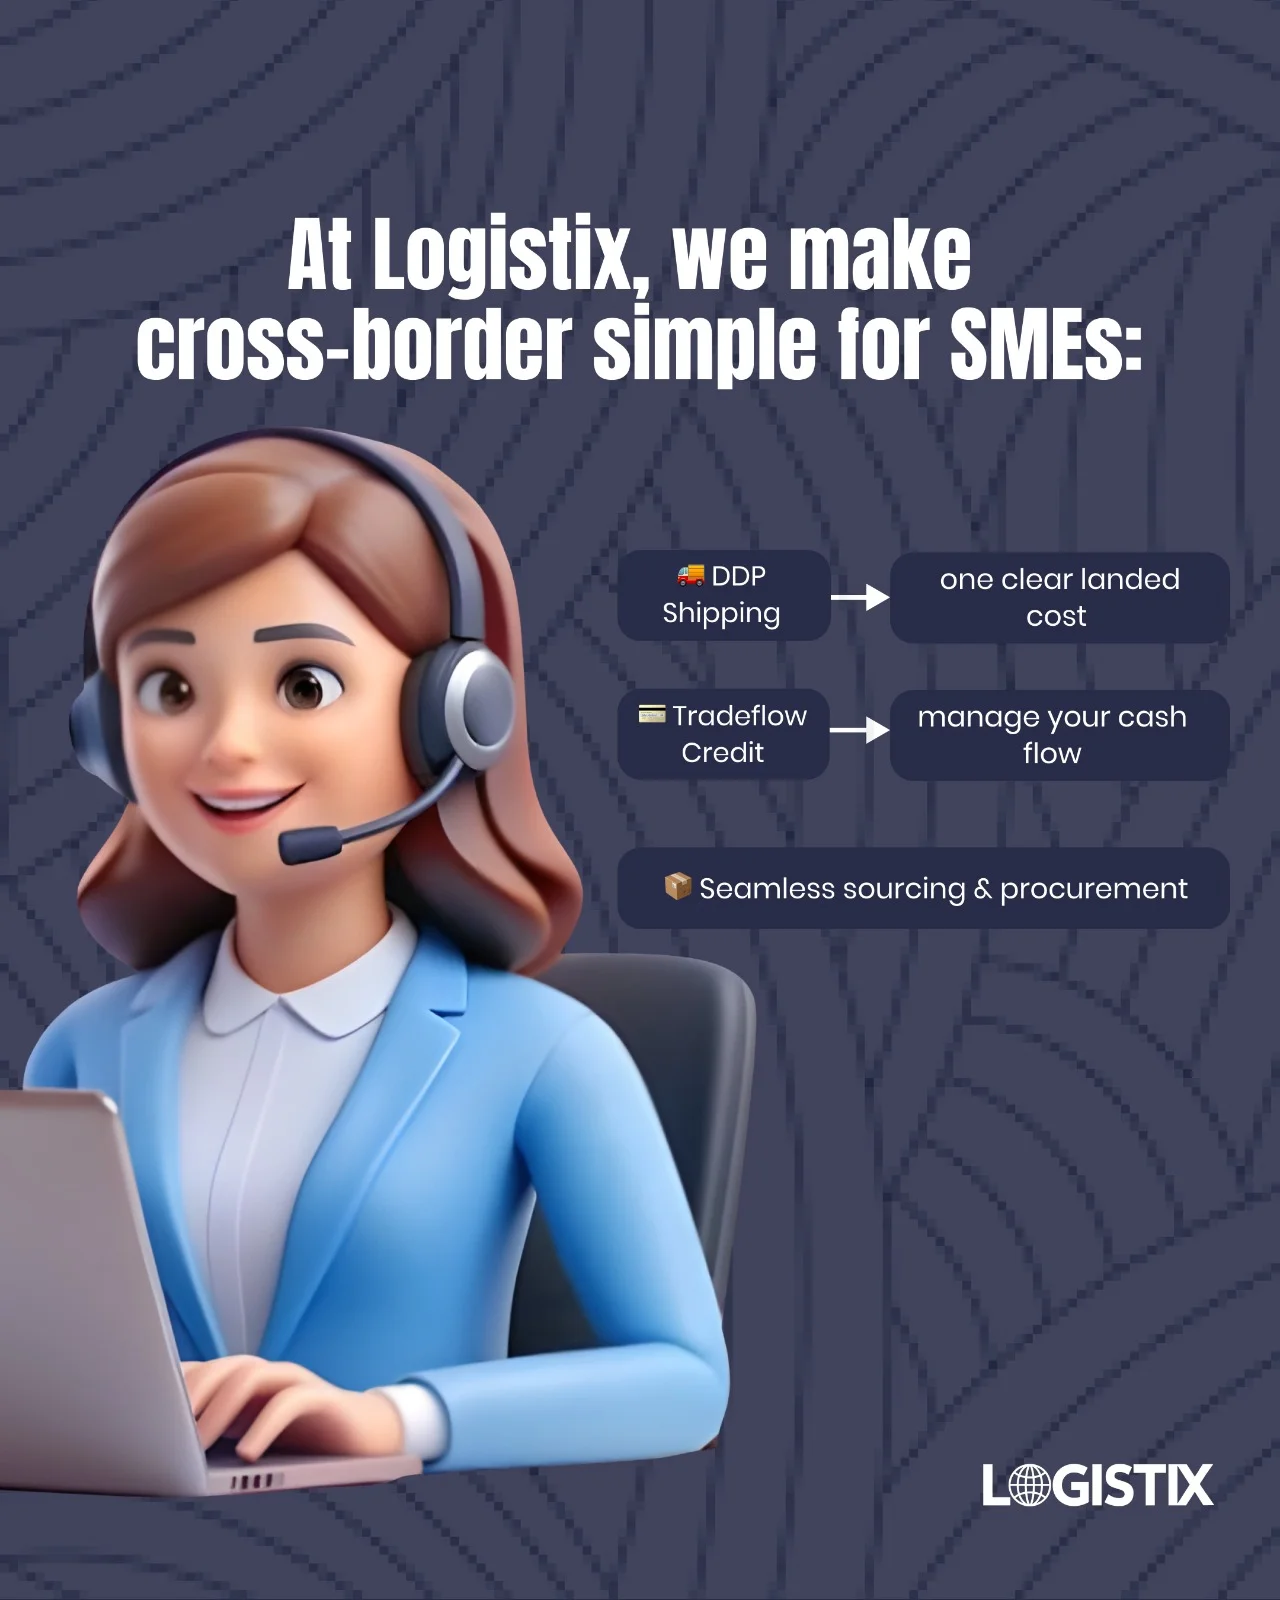 At Logistix, we make
cross-border simple for SMEs:
🚚 DDP
Shipping
one clear landed
cost
💳 Tradeflow
Credit
manage your cash
flow
📦 Seamless sourcing & procurement
LOGISTIX